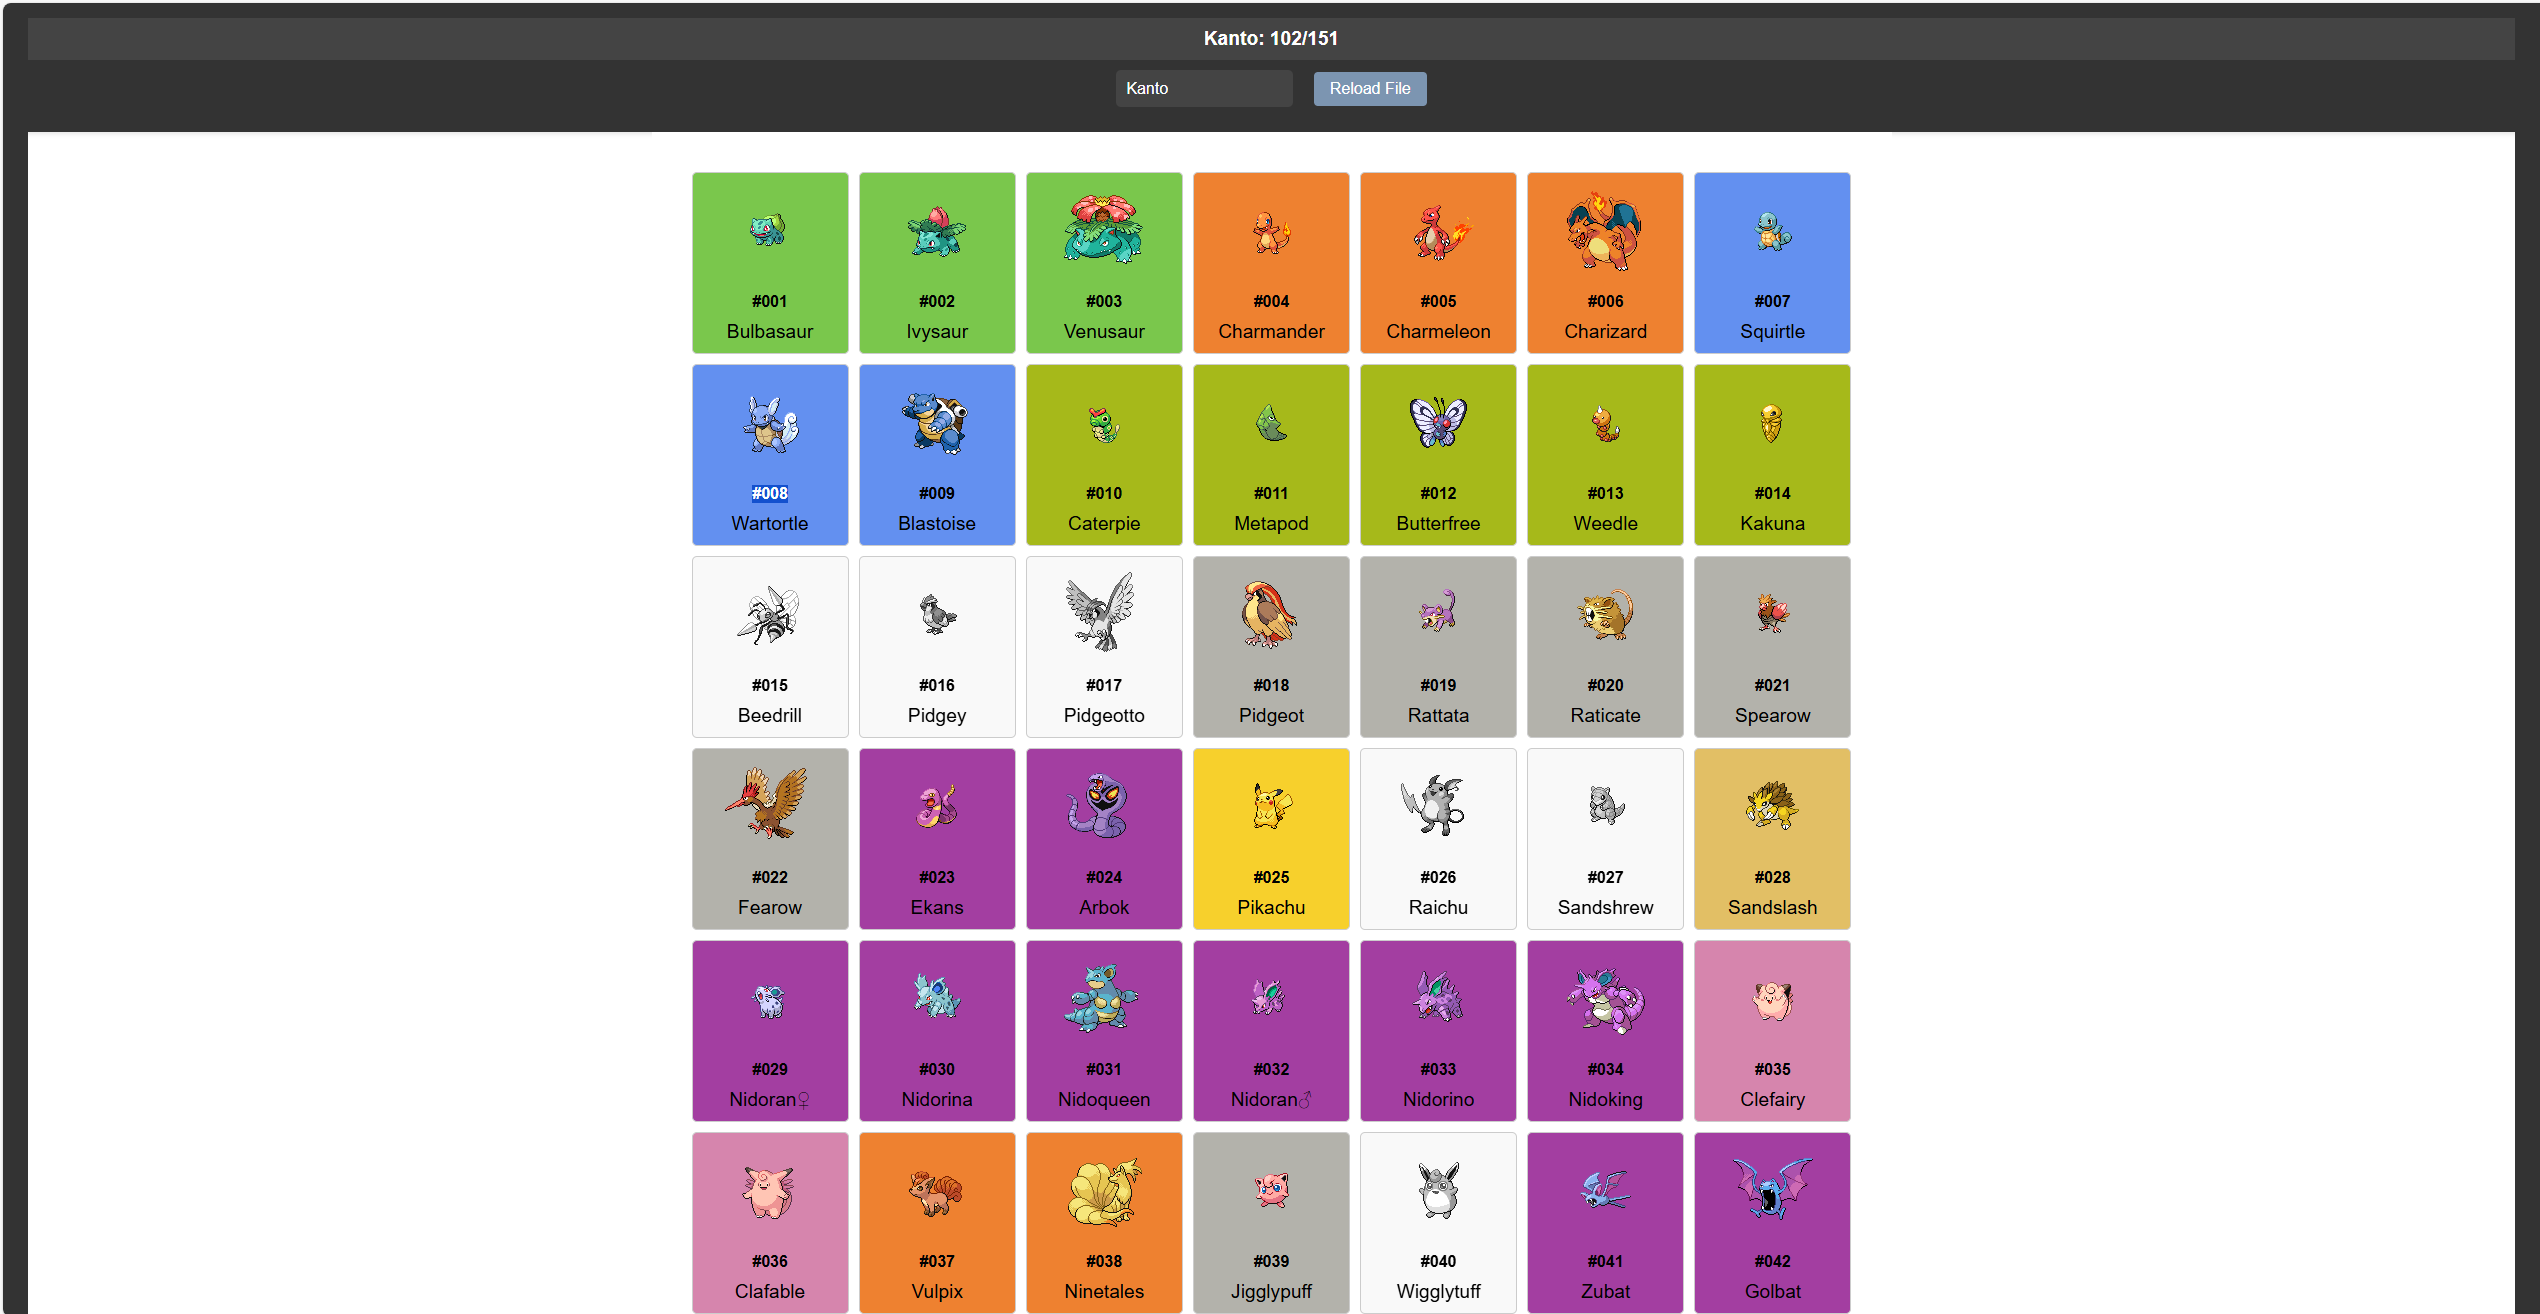 Kanto: 102/151
Kanto Reload File
#001 #002 #003 #004 #005 #006 #007
Bulbasaur Ivysaur Venusaur Charmander Charmeleon Charizard Squirtle
#008 #009 #010 #011 #012 #013 #014
Wartortle Blastoise Caterpie Metapod Butterfree Weedle Kakuna
#015 #016 #017 #018 #019 #020 #021
Beedrill Pidgey Pidgeotto Pidgeot Rattata Raticate Spearow
#022 #023 #024 #025 #026 #027 #028
Fearow Ekans Arbok Pikachu Raichu Sandshrew Sandslash
#029 #030 #031 #032 #033 #034 #035
Nidoran♀ Nidorina Nidoqueen Nidoran♂ Nidorino Nidoking Clefairy
#036 #037 #038 #039 #040 #041 #042
Clafable Vulpix Ninetales Jigglypuff Wigglytuff Zubat Golbat